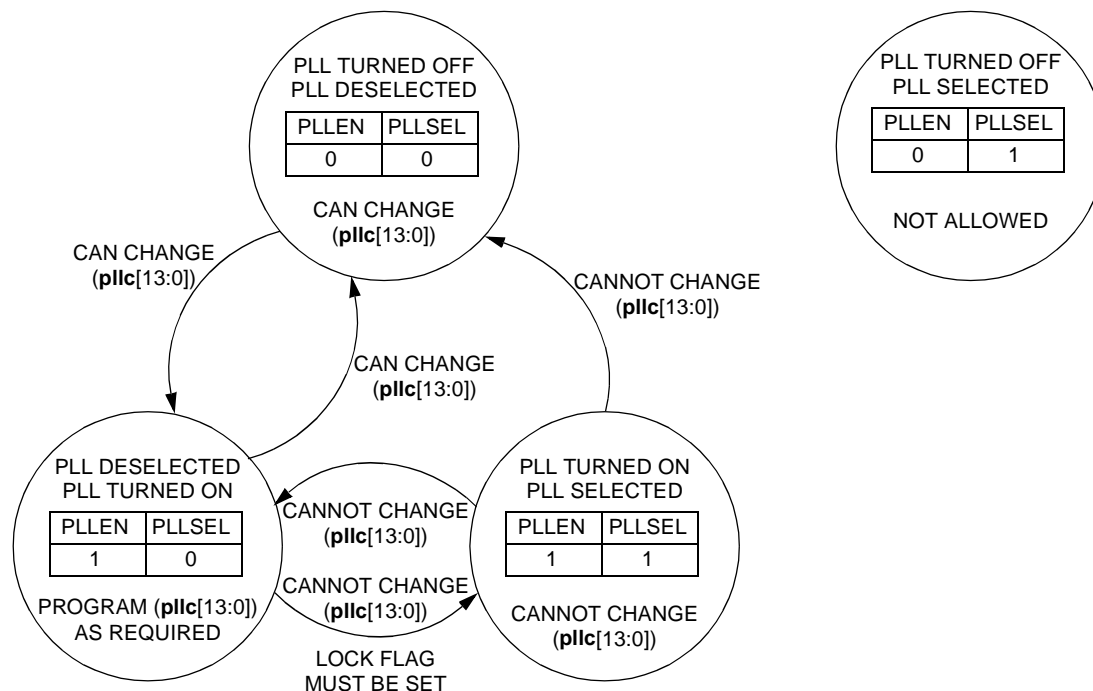 PLL TURNED OFF
PLL DESELECTED
PLLEN PLLSEL
0 0
CAN CHANGE
(pllc[13:0])
PLL TURNED OFF
PLL SELECTED
PLLEN PLLSEL
0 1
NOT ALLOWED
CAN CHANGE
(pllc[13:0])
CANNOT CHANGE
(pllc[13:0])
CAN CHANGE
(pllc[13:0])
PLL DESELECTED
PLL TURNED ON
PLLEN PLLSEL
1 0
PROGRAM (pllc[13:0])
AS REQUIRED
CANNOT CHANGE
(pllc[13:0])
CANNOT CHANGE
(pllc[13:0])
LOCK FLAG
MUST BE SET
PLL TURNED ON
PLL SELECTED
PLLEN PLLSEL
1 1
CANNOT CHANGE
(pllc[13:0])